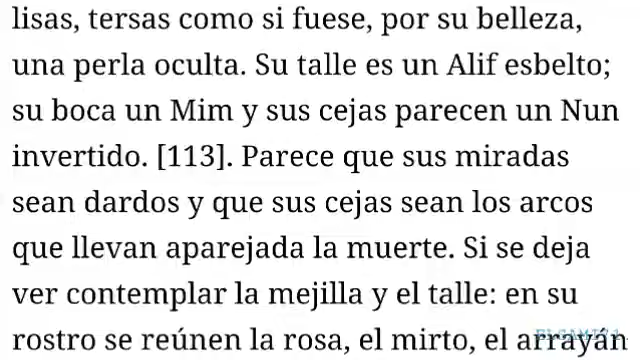 lisas, tersas como si fuese, por su belleza,
una perla oculta. Su talle es un Alif esbelto;
su boca un Mim y sus cejas parecen un Nun
invertido. [113]. Parece que sus miradas
sean dardos y que sus cejas sean los arcos
que llevan aparejada la muerte. Si se deja
ver contemplar la mejilla y el talle: en su
rostro se reúnen la rosa, el mirto, el arrayán